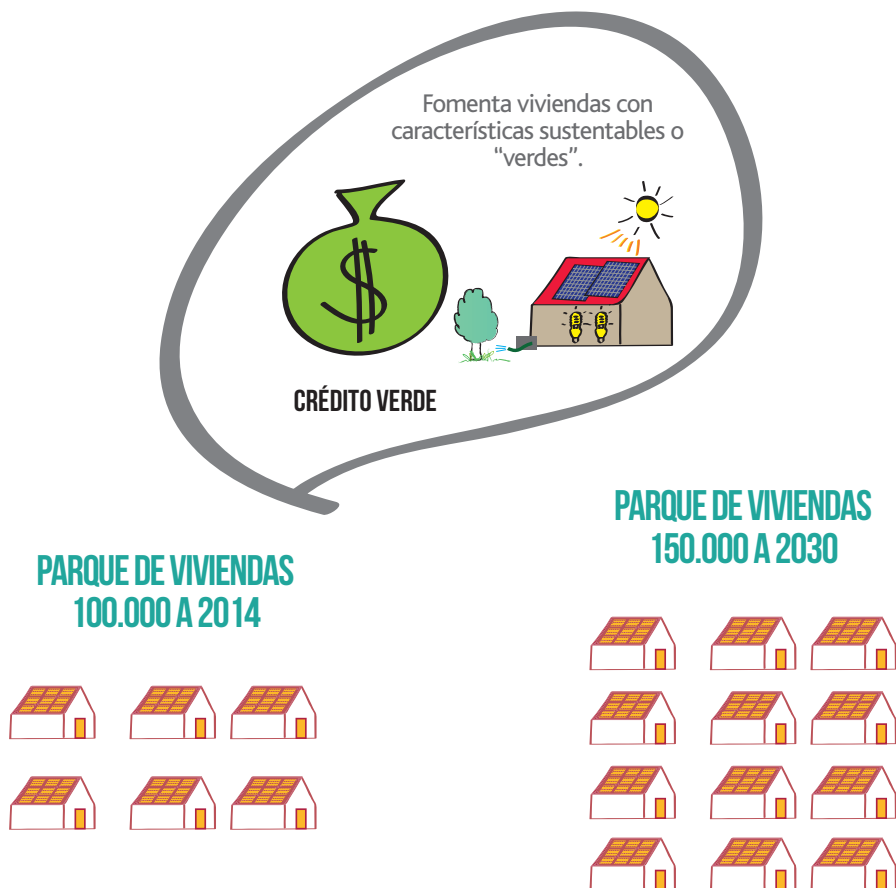 Fomenta viviendas con
características sustentables o
“verdes”.
$
CRÉDITO VERDE
PARQUE DE VIVIENDAS
100.000 A 2014
PARQUE DE VIVIENDAS
150.000 A 2030